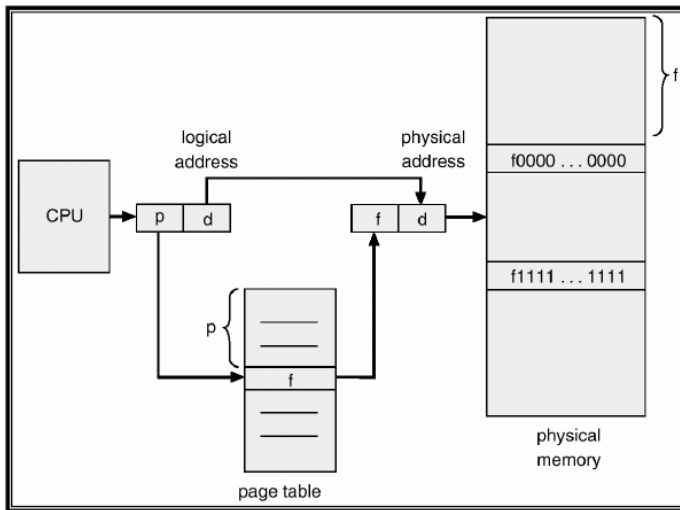 logical
address
physical
address
f
f0000 . . . 0000
CPU
p
d
f
d
f1111 . . . 1111
p
f
physical
memory
page table